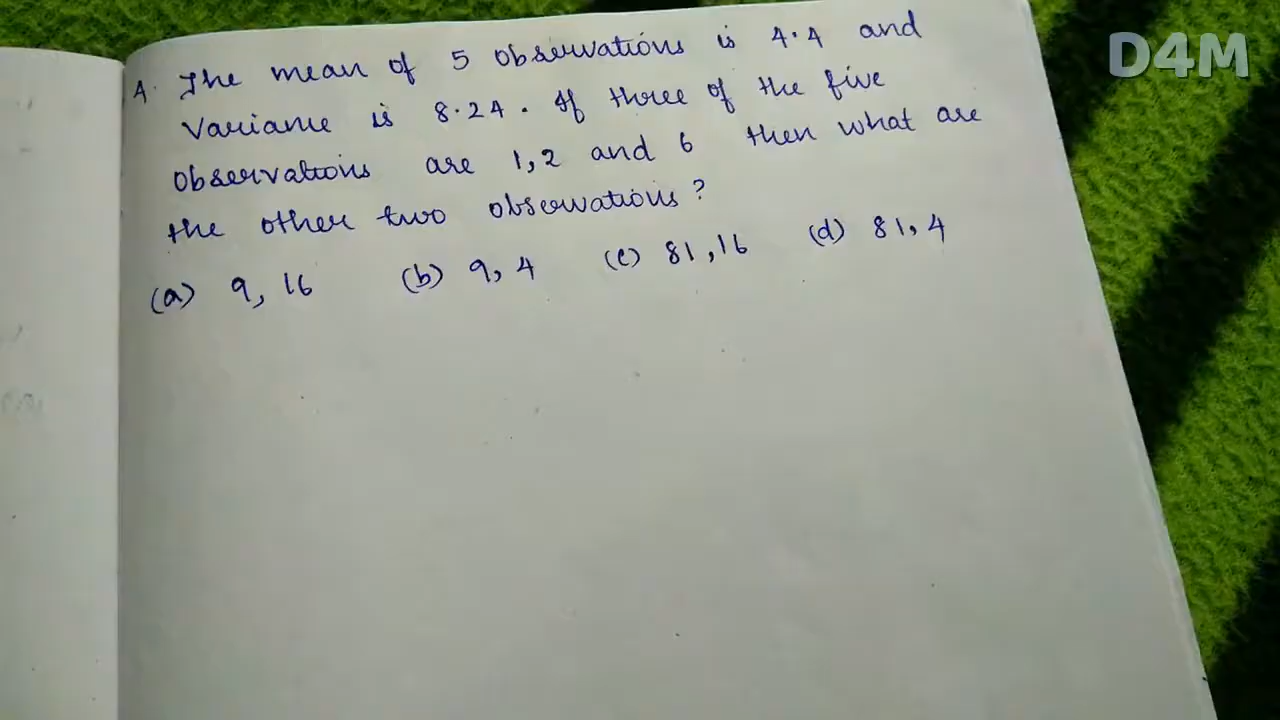 D4M
4. The mean of 5 observations is 4.4 and
variance is 8.24. If three of the five
observations are 1,2 and 6 then what are
the other two observations?
(a) 9, 16 (b) 9, 4 (c) 81,16 (d) 81,4